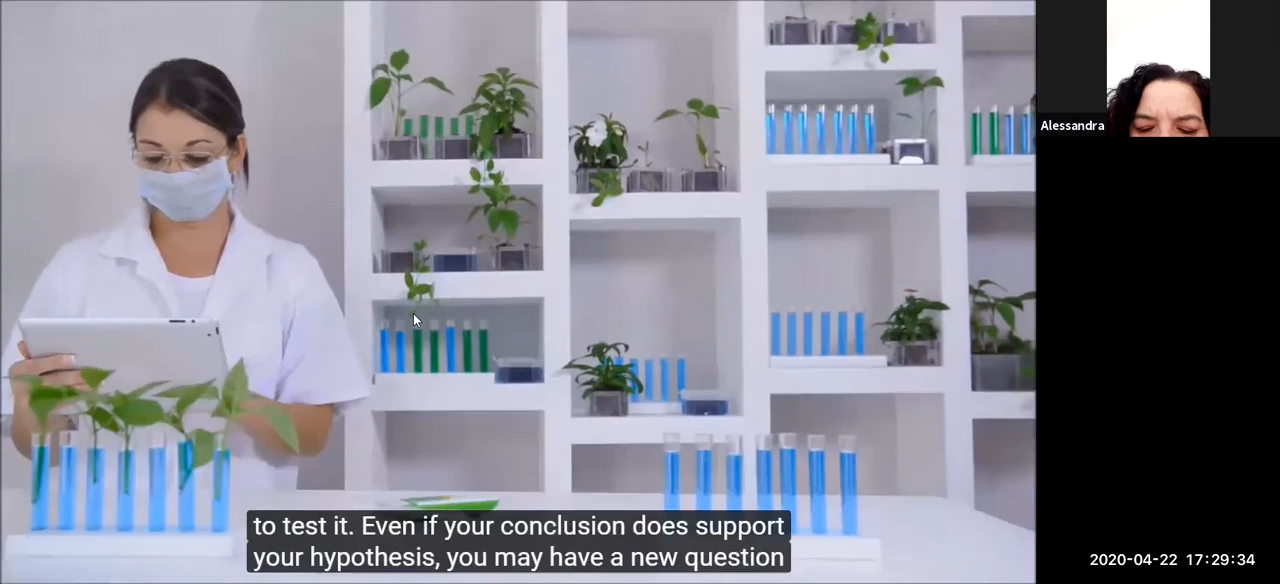 Alessandra
to test it. Even if your conclusion does support
your hypothesis, you may have a new question
2020-04-22 17:29:34